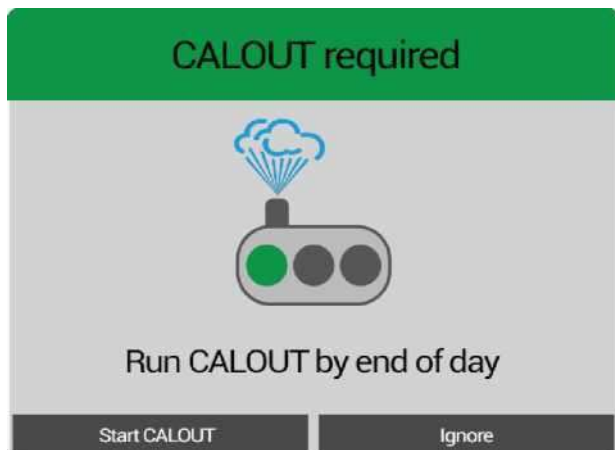 CALOUT required
Run CALOUT by end of day
Start CALOUT
Ignore